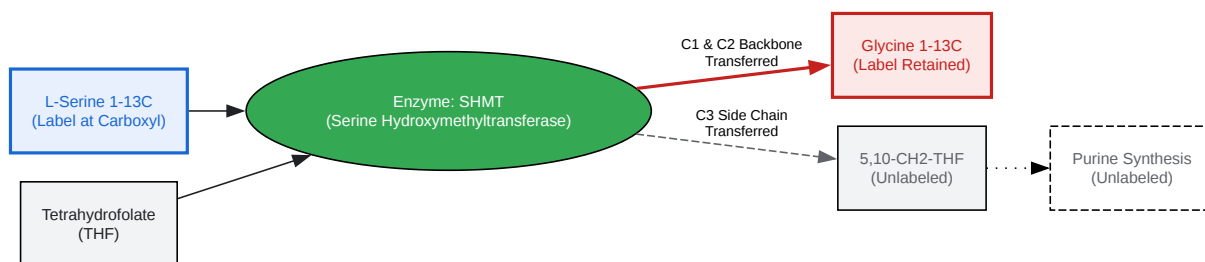 L-Serine 1-13C
(Label at Carboxyl)
Tetrahydrofolate
(THF)
Enzyme: SHMT
(Serine Hydroxymethyltransferase)
C1 & C2 Backbone
Transferred
C3 Side Chain
Transferred
Glycine 1-13C
(Label Retained)
5,10-CH2-THF
(Unlabeled)
Purine Synthesis
(Unlabeled)